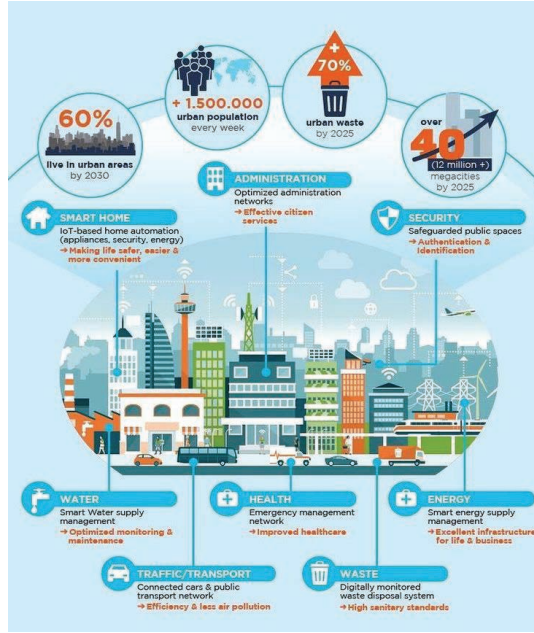 60%
live in urban areas
by 2030
+ 1.500.000
urban population
every week
+
70%
urban waste
by 2025
over
40
(12 million +)
megacities
by 2025
ADMINISTRATION
Optimized administration
networks
→ Effective citizen
services
SMART HOME
IoT-based home automation
(appliances, security, energy)
→ Making life safer, easier &
more convenient
SECURITY
Safeguarded public spaces
→ Authentication &
Identification
WATER
Smart Water supply
management
→ Optimized monitoring &
maintenance
HEALTH
Emergency management
network
→ Improved healthcare
ENERGY
Smart energy supply
management
→ Excellent infrastructure
for life & business
TRAFFIC/TRANSPORT
Connected cars & public
transport network
→ Efficiency & less air pollution
WASTE
Digitally monitored
waste disposal system
→ High sanitary standards